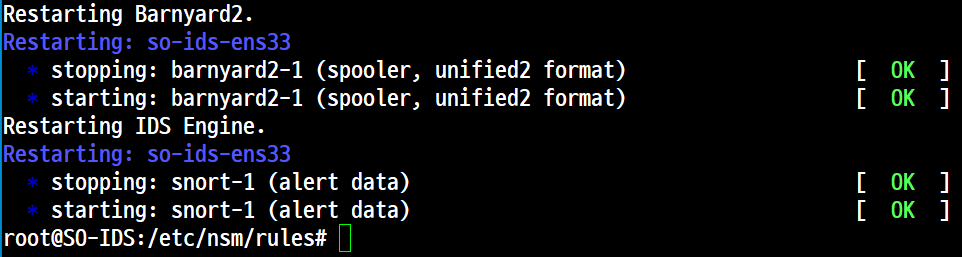 Restarting Barnyard2.
Restarting: so-ids-ens33
* stopping: barnyard2-1 (spooler, unified2 format) [ OK ]
* starting: barnyard2-1 (spooler, unified2 format) [ OK ]
Restarting IDS Engine.
Restarting: so-ids-ens33
* stopping: snort-1 (alert data) [ OK ]
* starting: snort-1 (alert data) [ OK ]
root@SO-IDS:/etc/nsm/rules#